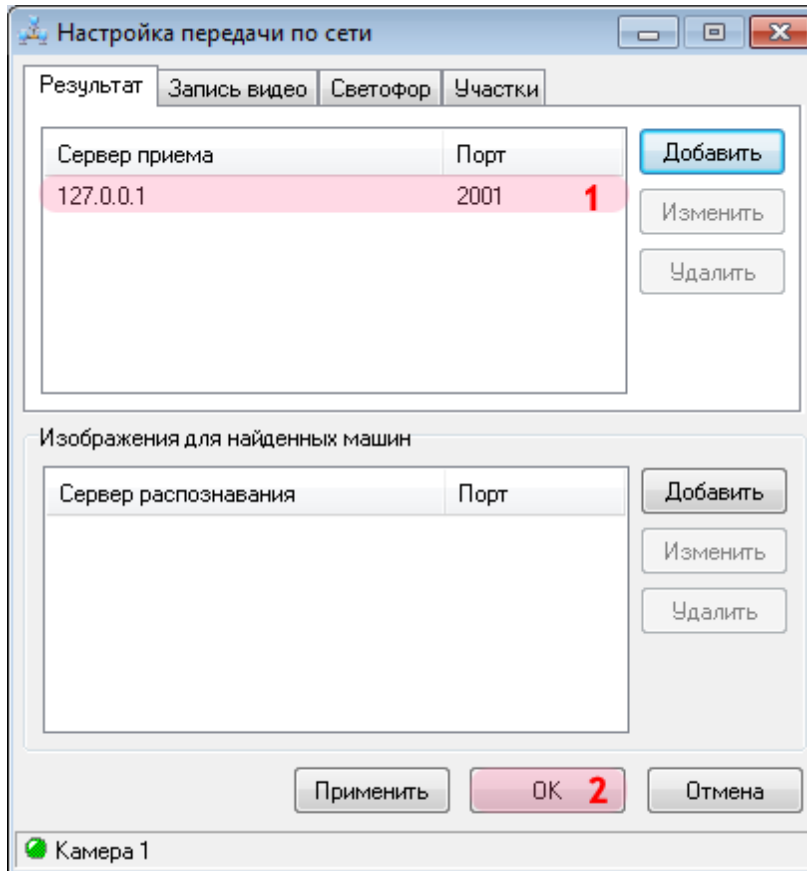 Настройка передачи по сети
Результат Запись видео Светофор Участки
Сервер приема Порт
127.0.0.1 2001 1
Добавить
Изменить
Удалить
Изображения для найденных машин
Сервер распознавания Порт
Добавить
Изменить
Удалить
Применить OK 2 Отмена
Камера 1